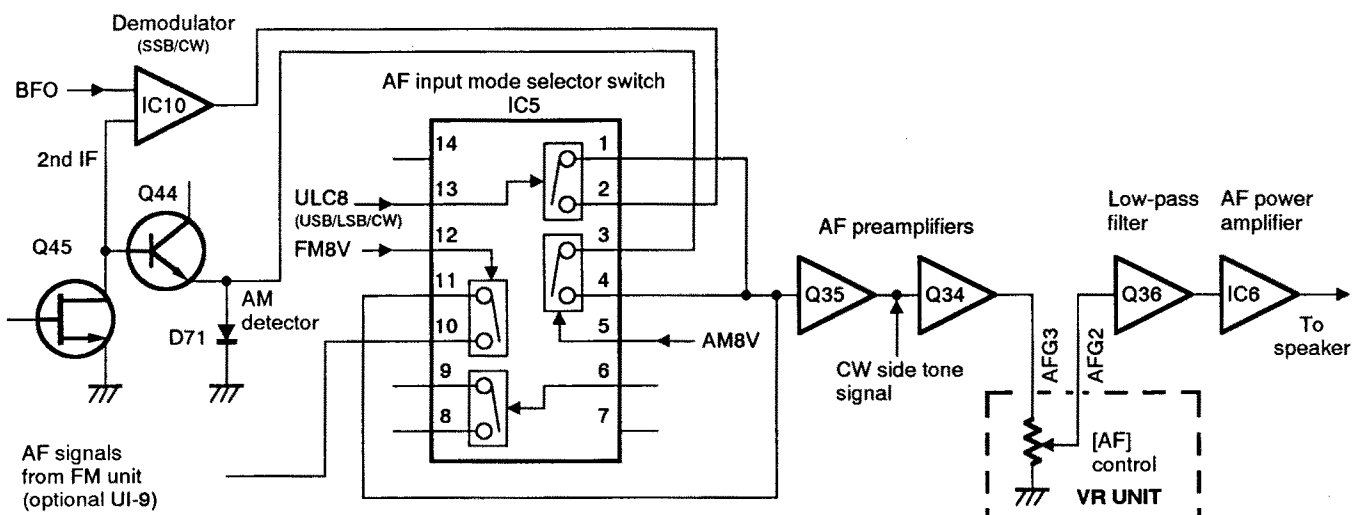 Demodulator
(SSB/CW)
BFO
IC10
2nd IF
Q44
Q45
AM
detector
D71
AF signals
from FM unit
(optional UI-9)
AF input mode selector switch
IC5
ULC8
(USB/LSB/CW)
FM8V
14
13
12
11
10
9
8
1
2
3
4
5
6
7
AM8V
AF preamplifiers
Q35
Q34
CW side tone
signal
AFG3
AFG2
Low-pass
filter
Q36
AF power
amplifier
IC6
To
speaker
[AF]
control
VR UNIT